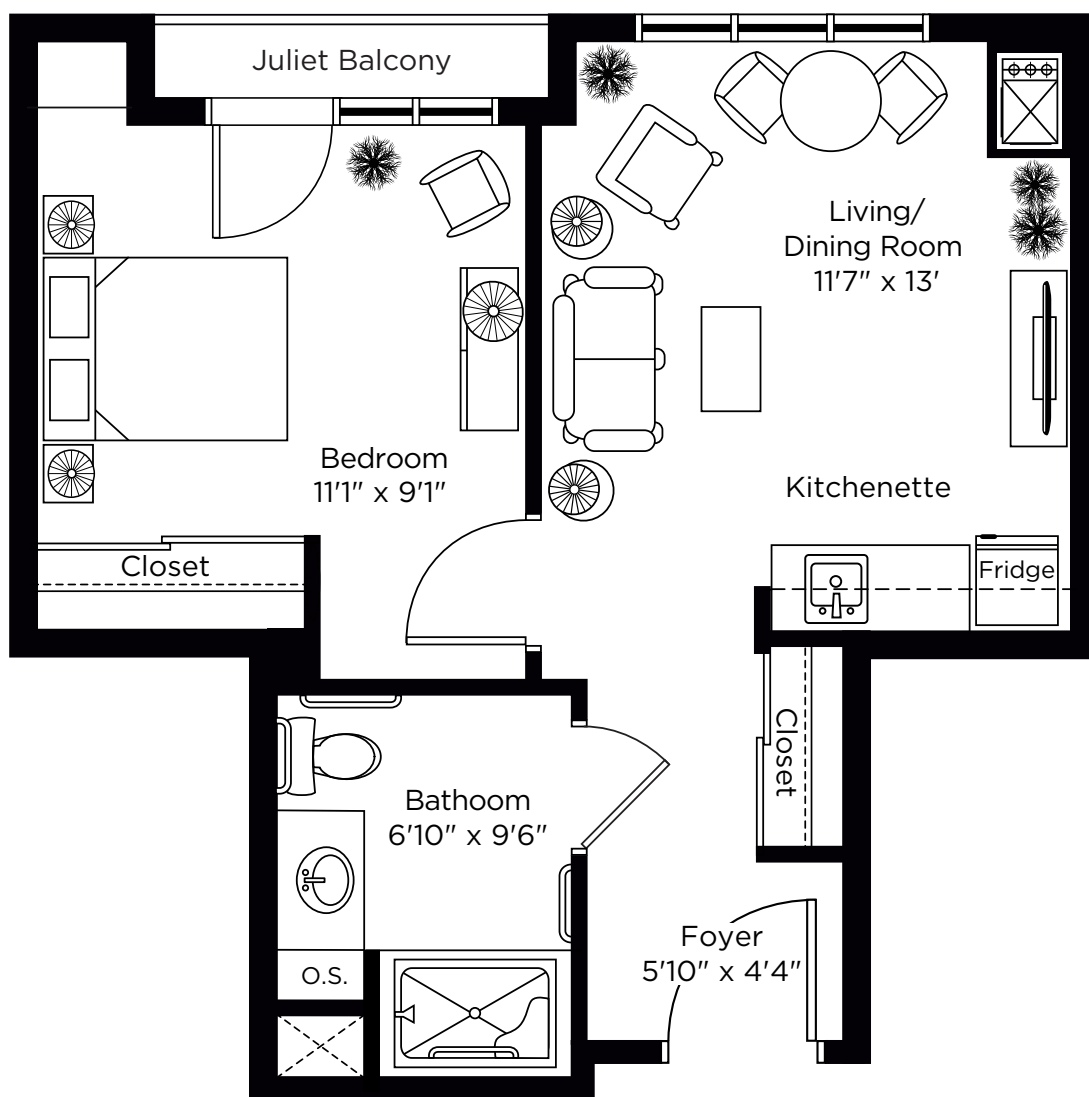 Juliet Balcony
Living/
Dining Room
11'7" x 13'
Bedroom
11'1" x 9'1"
Kitchenette
Closet
Fridge
Closet
Bathoom
6'10" x 9'6"
Foyer
5'10" x 4'4"
O.S.